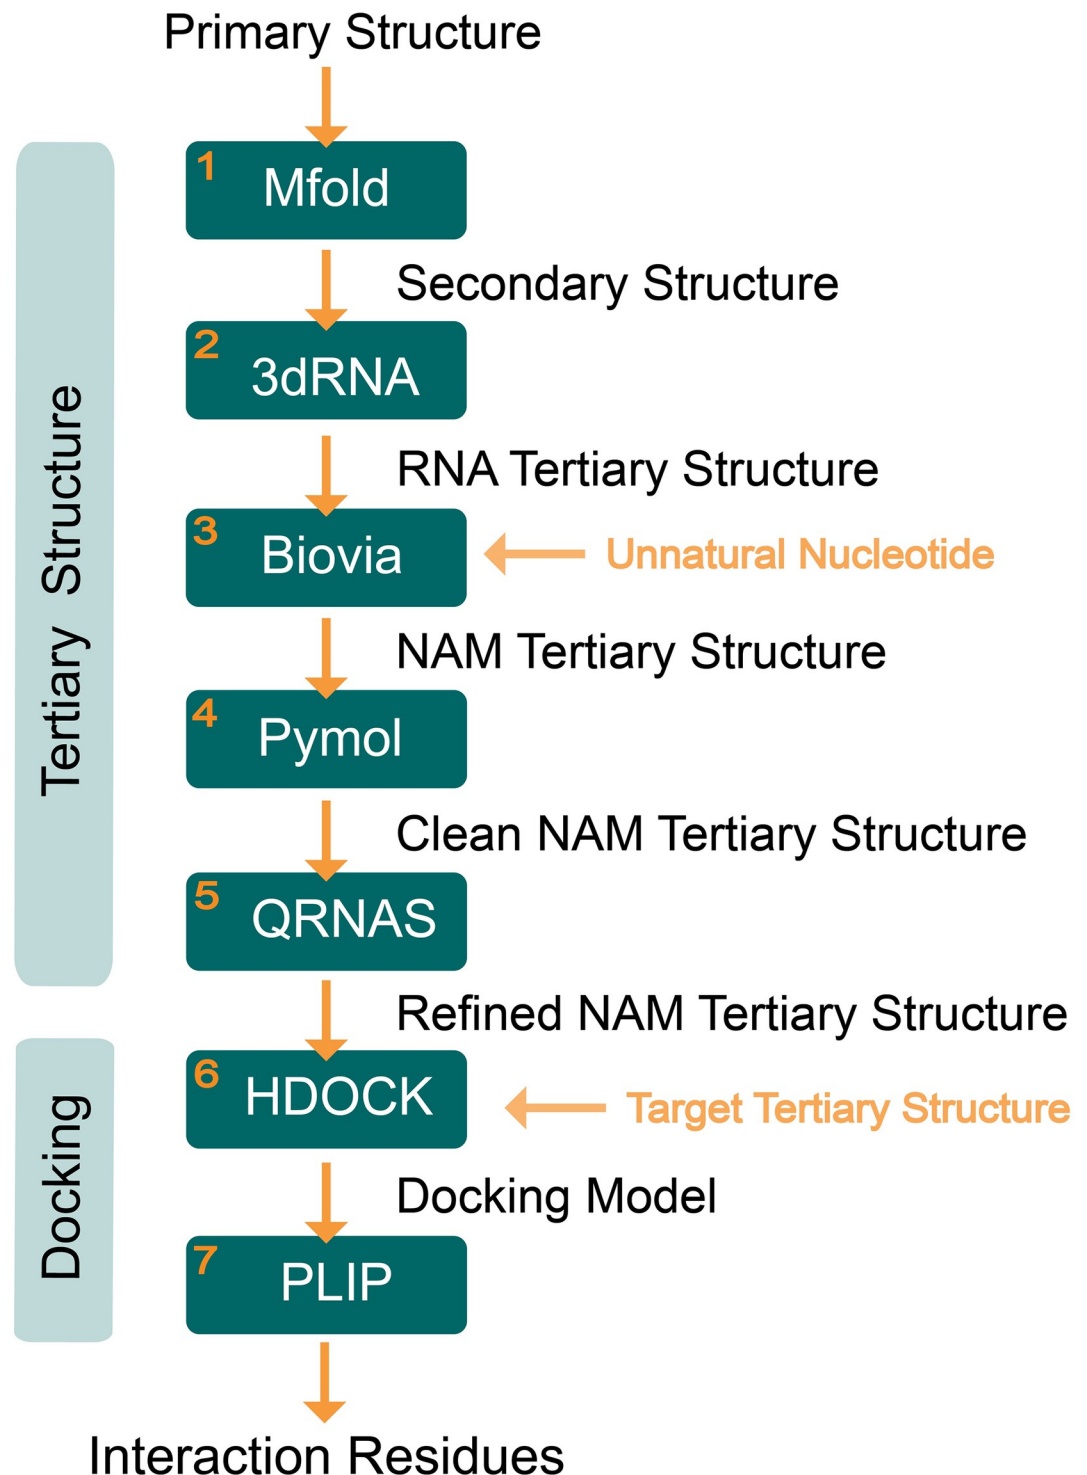 Primary Structure
1
Mfold
Secondary Structure
2
3dRNA
RNA Tertiary Structure
3
Biovia
Unnatural Nucleotide
NAM Tertiary Structure
4
Pymol
Clean NAM Tertiary Structure
5
QRNAS
Tertiary Structure
Refined NAM Tertiary Structure
6
HDOCK
Target Tertiary Structure
Docking Model
7
PLIP
Docking
Interaction Residues